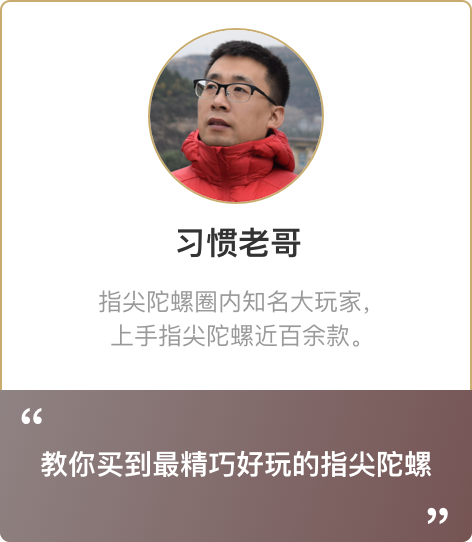 习惯老哥
指尖陀螺圈内知名大玩家，
上手指尖陀螺近百余款。
“
教你买到最精巧好玩的指尖陀螺
”